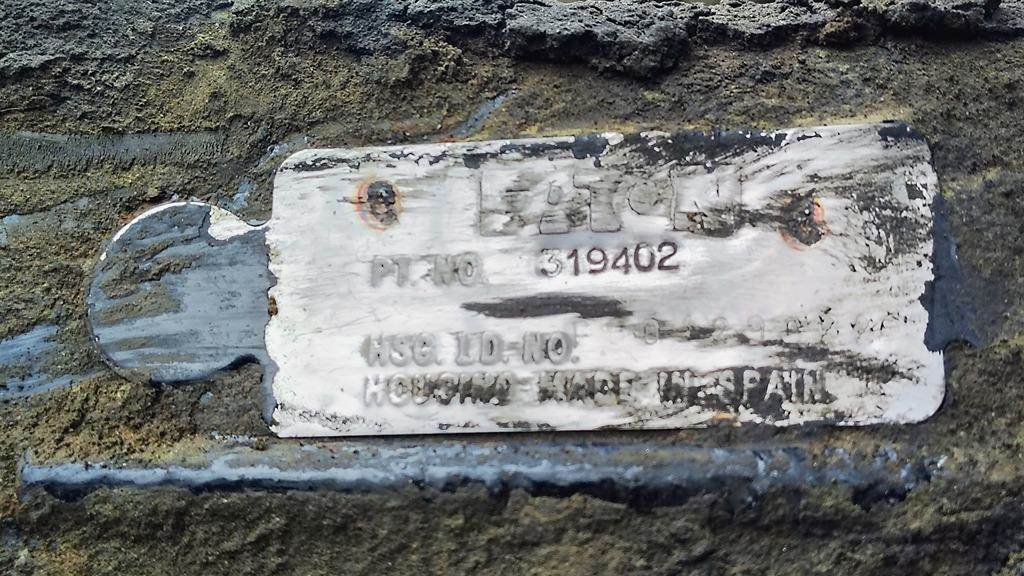 EATON
PT. NO. 319402
HSG. I.D. NO.
HOUSING MADE IN SPAIN